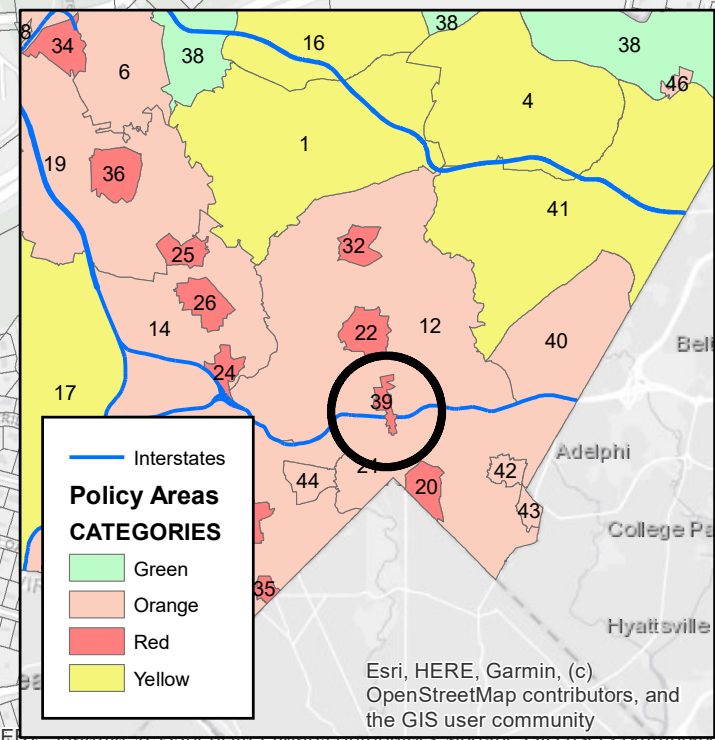 8
34
38
16
38
38
6
46
4
1
19
36
41
25
32
26
14
22
12
40
Belt
24
17
39
Adelphi
44
20
42
43
College Pa
35
Hyattsville
Interstates
Policy Areas
CATEGORIES
Green
Orange
Red
Yellow
Esri, HERE, Garmin, (c)
OpenStreetMap contributors, and
the GIS user community